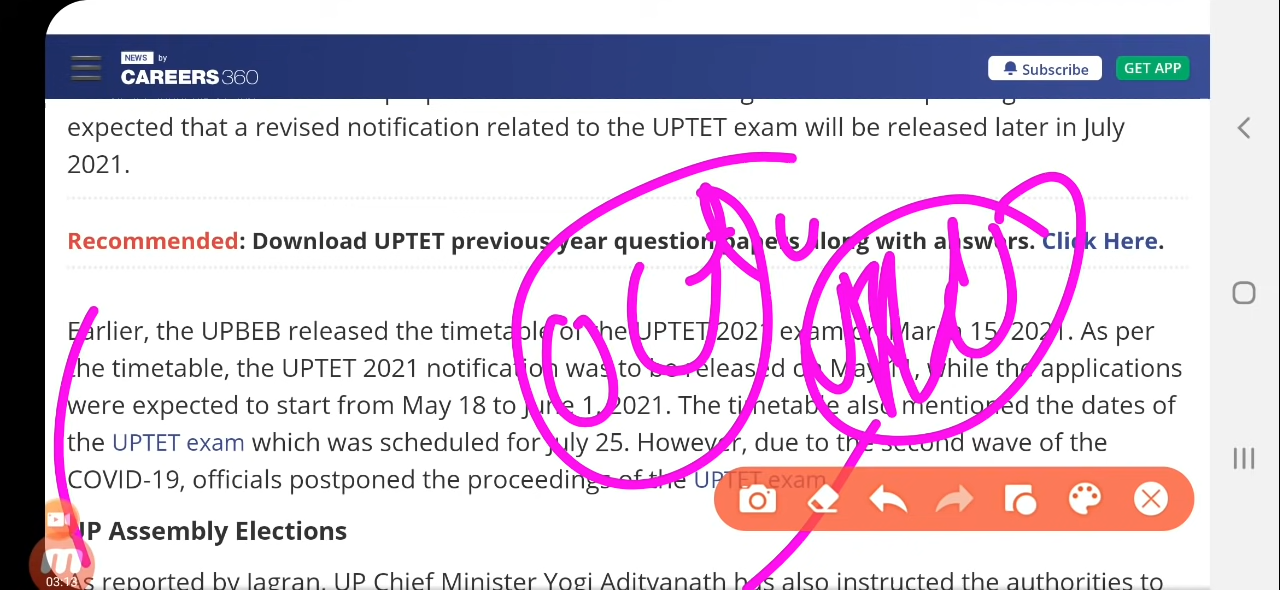 NEWS by
CAREERS360
Subscribe
GET APP
expected that a revised notification related to the UPTET exam will be released later in July
2021.
Recommended: Download UPTET previous year question papers along with answers. Click Here.
Earlier, the UPBEB released the timetable of the UPTET 2021 exam on March 15, 2021. As per
the timetable, the UPTET 2021 notification was to be released on May 11, while the applications
were expected to start from May 18 to June 1, 2021. The timetable also mentioned the dates of
the UPTET exam which was scheduled for July 25. However, due to the second wave of the
COVID-19, officials postponed the proceedings of the UPTET exam
UP Assembly Elections
As reported by Jagran, UP Chief Minister Yogi Adityanath has also instructed the authorities to
03:13